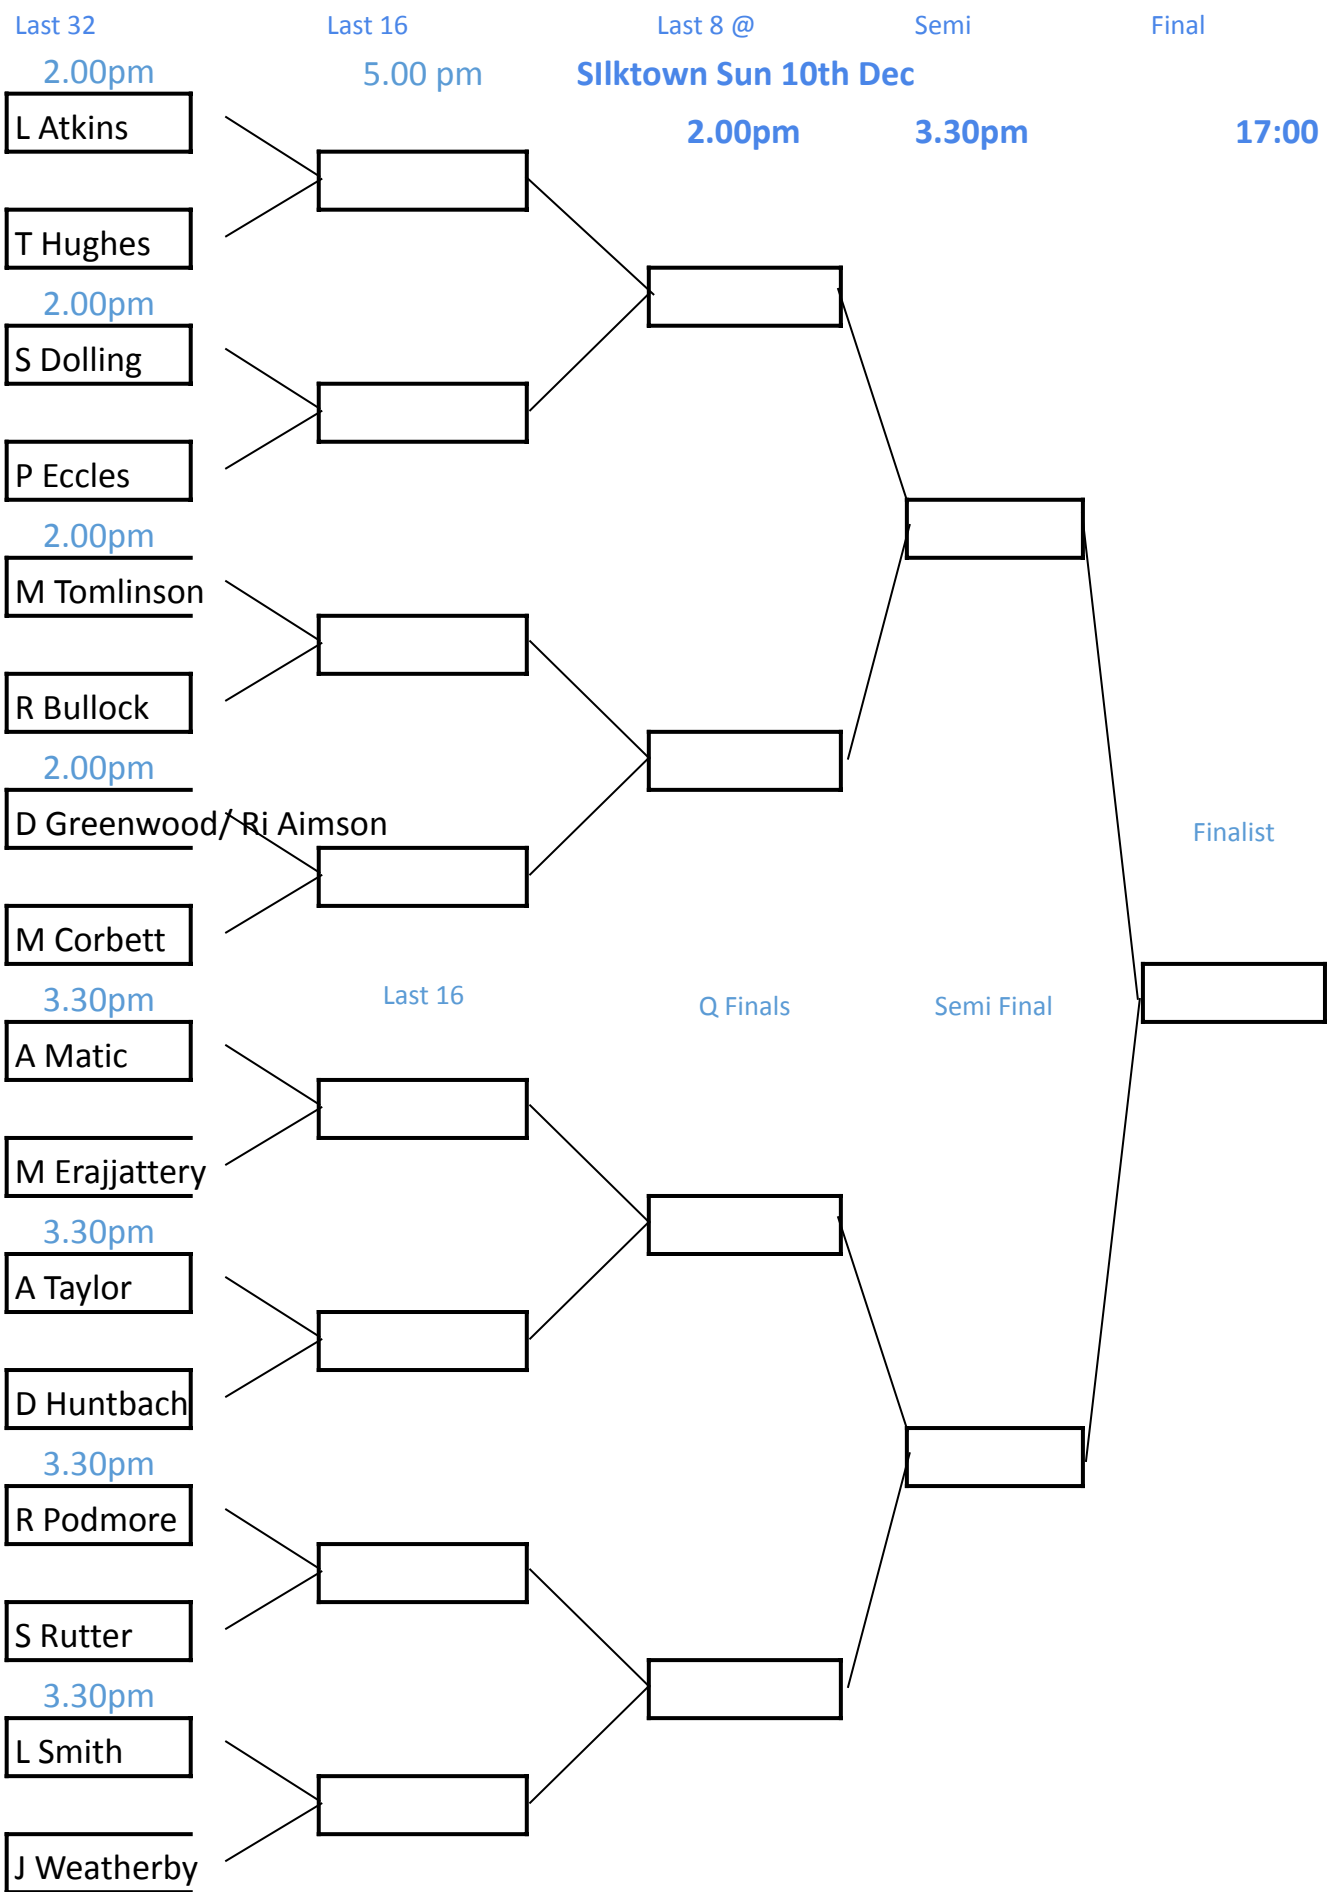 Last 32 Last 16 Last 8 @ Semi Final
2.00pm 5.00 pm SIlktown Sun 10th Dec
L Atkins 2.00pm 3.30pm 17:00
T Hughes
2.00pm
S Dolling
P Eccles
2.00pm
M Tomlinson
R Bullock
2.00pm
D Greenwood/ Ri Aimson Finalist
M Corbett
3.30pm Last 16 Q Finals Semi Final
A Matic
M Erajjattery
3.30pm
A Taylor
D Huntbach
3.30pm
R Podmore
S Rutter
3.30pm
L Smith
J Weatherby